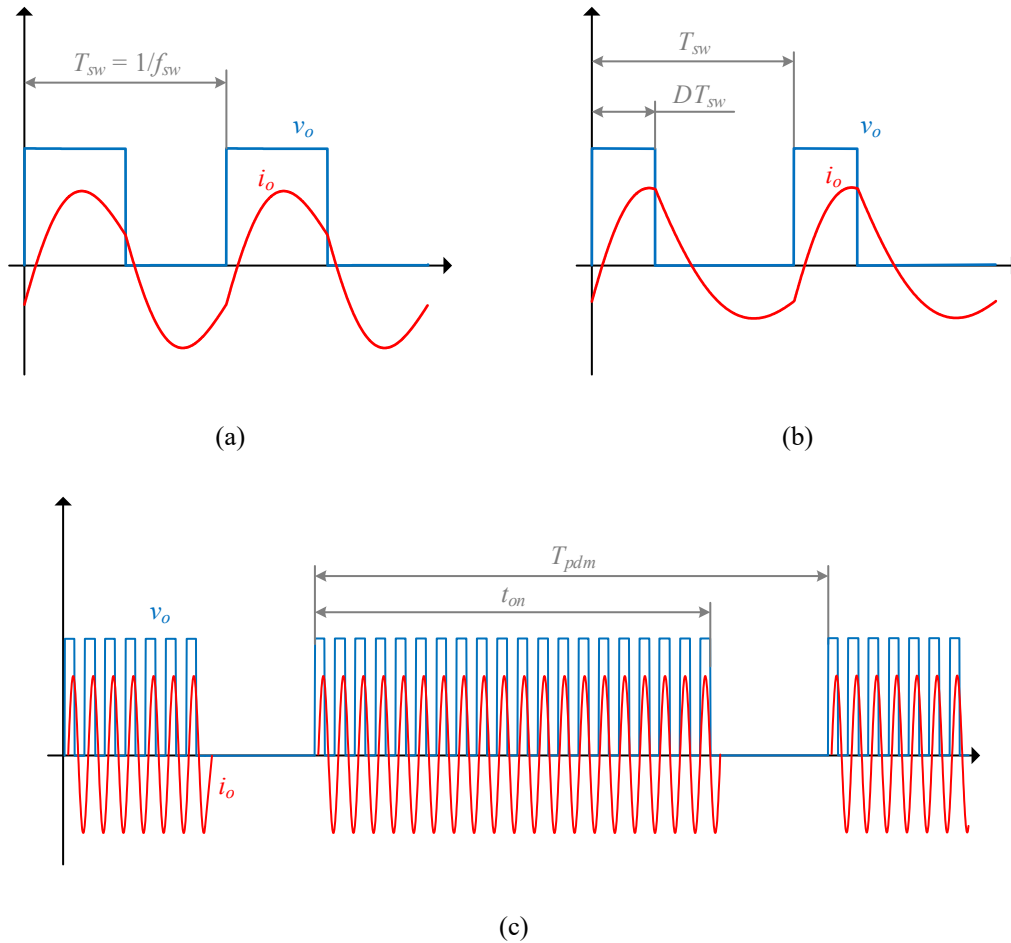 T_sw = 1/f_sw
v_o
i_o
(a)
T_sw
DT_sw
v_o
i_o
(b)
T_pdm
t_on
v_o
i_o
(c)